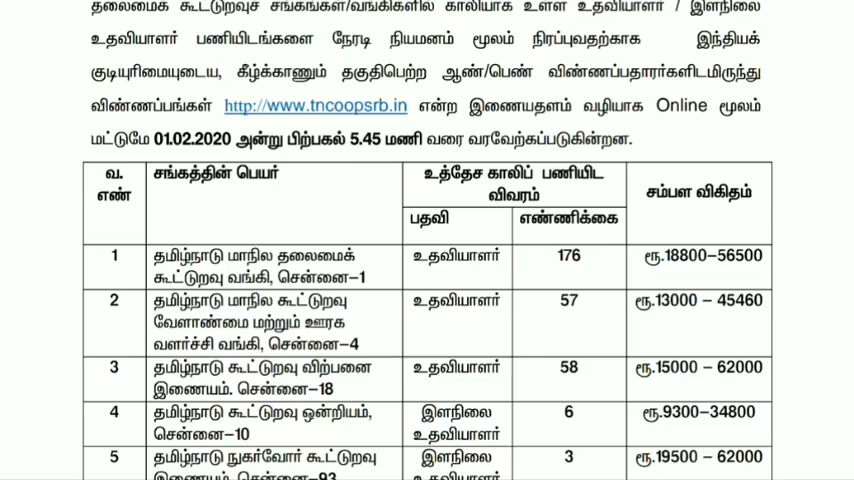 தலைமைக் கூட்டுறவுச் சங்கங்கள்/வங்கிகளில் காலியாக உள்ள உதவியாளர் / இளநிலை
உதவியாளர் பணியிடங்களை நேரடி நியமனம் மூலம் நிரப்புவதற்காக இந்தியக்
குடியுரிமையுடைய, கீழ்க்காணும் தகுதிபெற்ற ஆண்/பெண் விண்ணப்பதாரர்களிடமிருந்து
விண்ணப்பங்கள் http://www.tncoopsrb.in என்ற இணையதளம் வழியாக Online மூலம்
மட்டுமே 01.02.2020 அன்று பிற்பகல் 5.45 மணி வரை வரவேற்கப்படுகின்றன.
வ. எண் சங்கத்தின் பெயர் உத்தேச காலிப் பணியிட விவரம் சம்பள விகிதம்
பதவி எண்ணிக்கை
1 தமிழ்நாடு மாநில தலைமைக் உதவியாளர் 176 ரூ.18800–56500
கூட்டுறவு வங்கி, சென்னை–1
2 தமிழ்நாடு மாநில கூட்டுறவு உதவியாளர் 57 ரூ.13000 – 45460
வேளாண்மை மற்றும் ஊரக
வளர்ச்சி வங்கி, சென்னை–4
3 தமிழ்நாடு கூட்டுறவு விற்பனை உதவியாளர் 58 ரூ.15000 – 62000
இணையம். சென்னை–18
4 தமிழ்நாடு கூட்டுறவு ஒன்றியம், இளநிலை 6 ரூ.9300–34800
சென்னை–10 உதவியாளர்
5 தமிழ்நாடு நுகர்வோர் கூட்டுறவு இளநிலை 3 ரூ.19500 – 62000
இணையம், சென்னை–93 உதவியாளர்